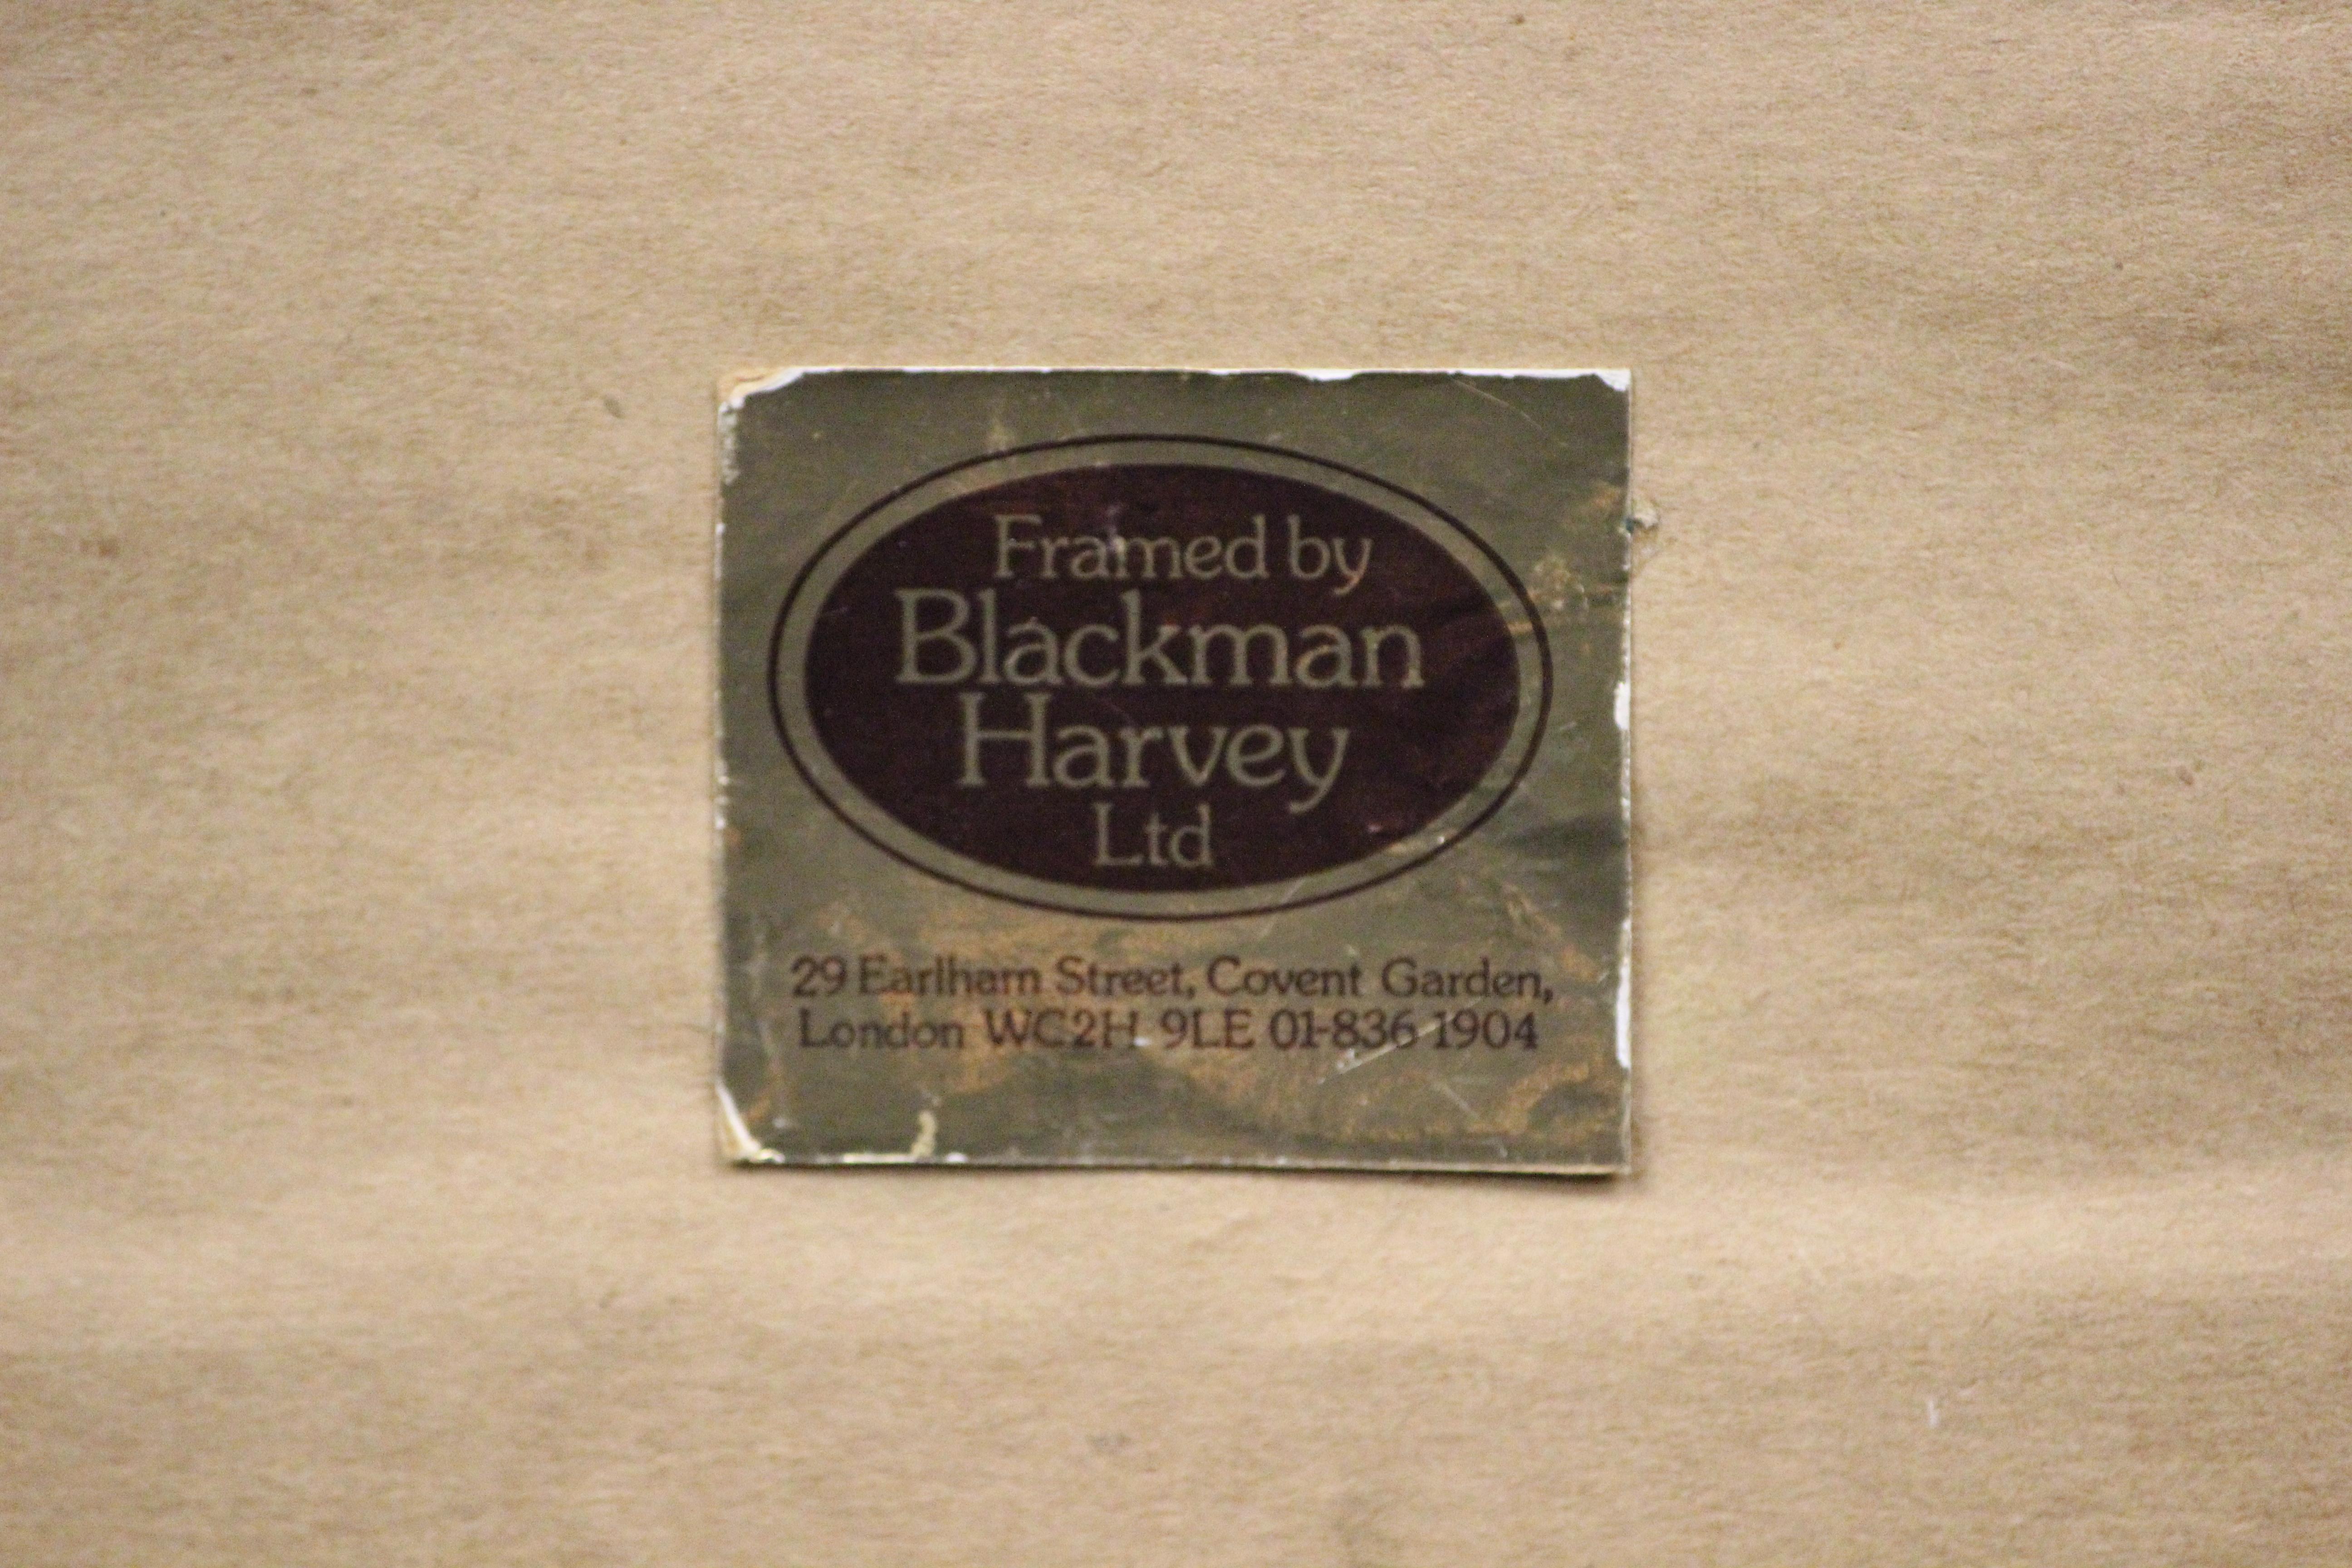 Framed by
Blackman
Harvey
Ltd
29 Earlham Street, Covent Garden,
London WC2H 9LE 01-836 1904